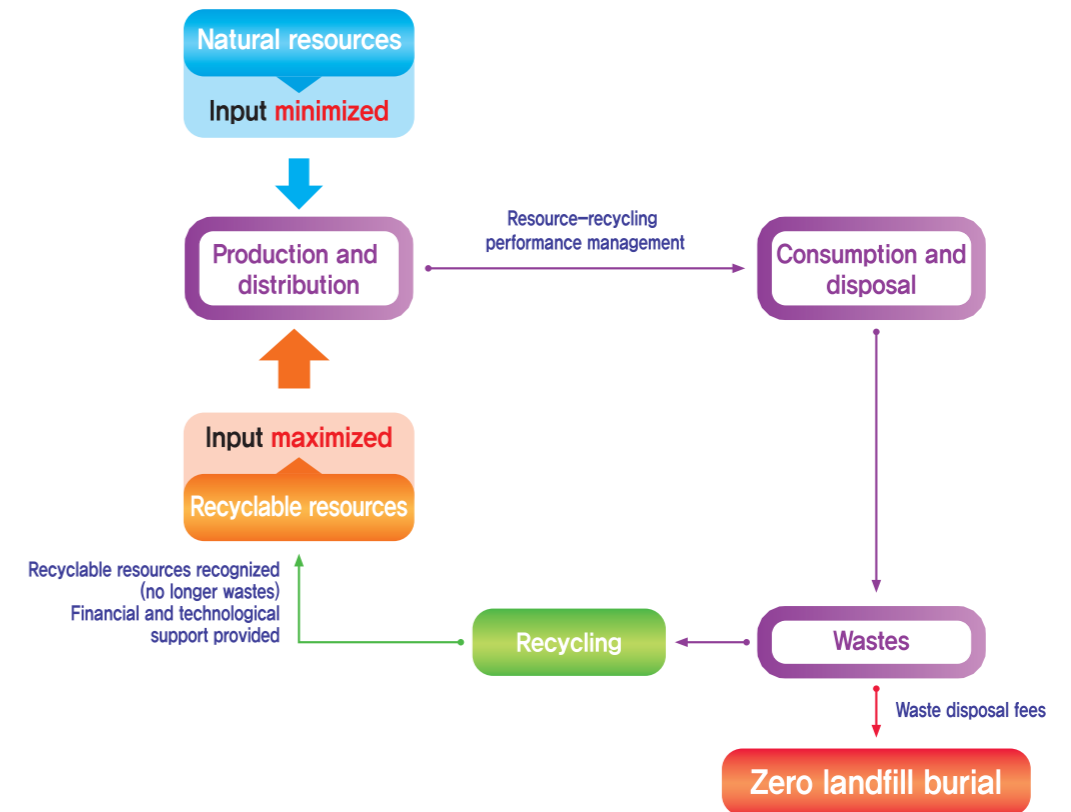 Natural resources
Input minimized
Production and
distribution
Resource-recycling
performance management
Consumption and
disposal
Input maximized
Recyclable resources
Recyclable resources recognized
(no longer wastes)
Financial and technological
support provided
Recycling
Wastes
Waste disposal fees
Zero landfill burial